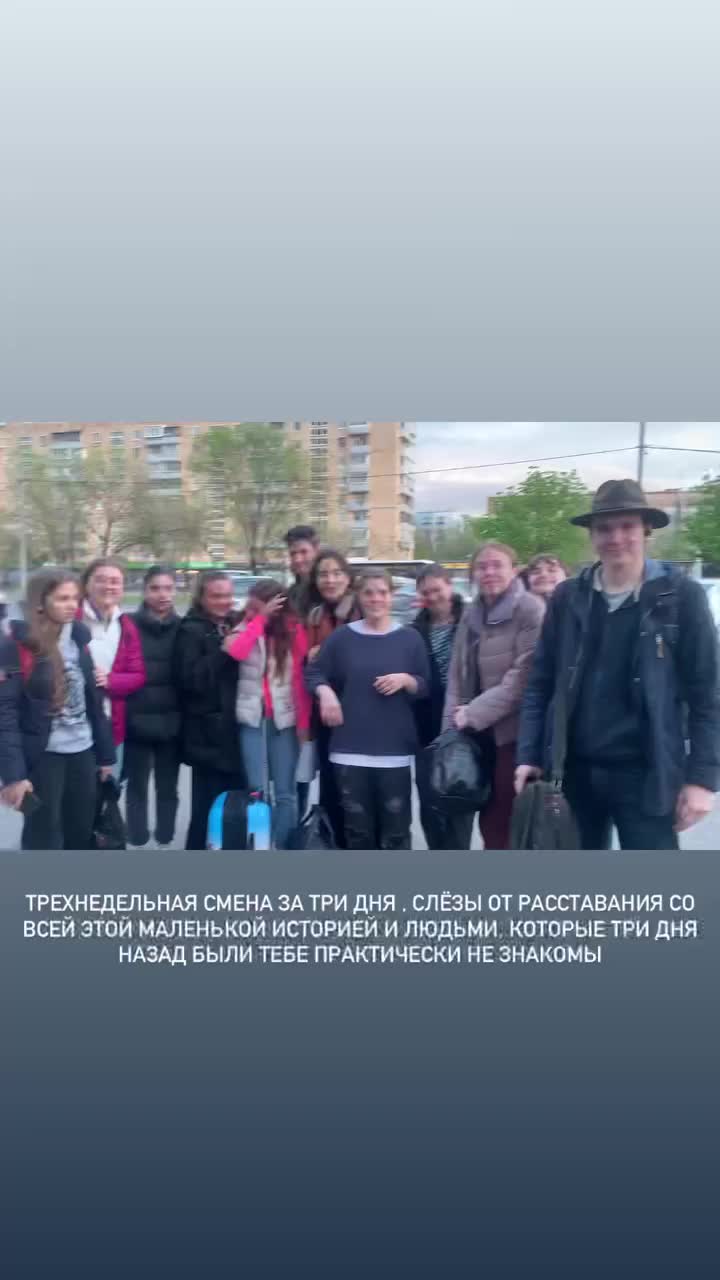 ТРЕХНЕДЕЛЬНАЯ СМЕНА ЗА ТРИ ДНЯ , СЛЁЗЫ ОТ РАССТАВАНИЯ СО
ВСЕЙ ЭТОЙ МАЛЕНЬКОЙ ИСТОРИЕЙ И ЛЮДЬМИ, КОТОРЫЕ ТРИ ДНЯ
НАЗАД БЫЛИ ТЕБЕ ПРАКТИЧЕСКИ НЕ ЗНАКОМЫ